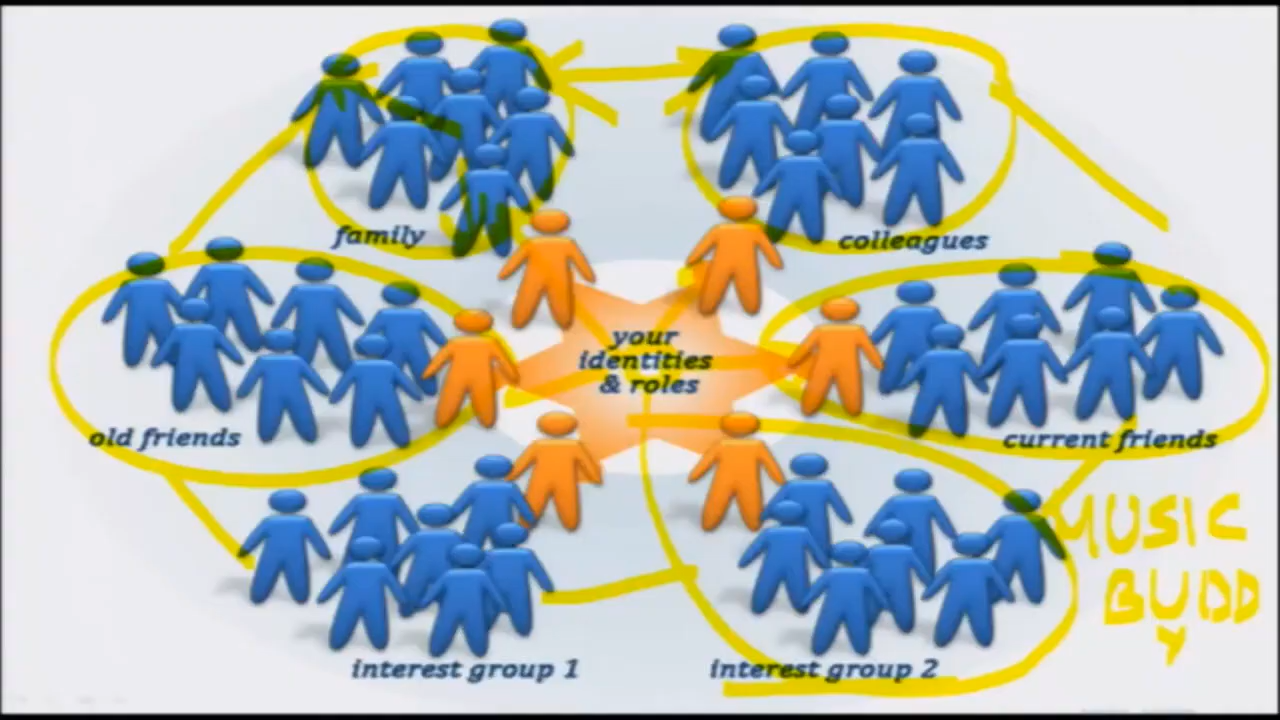 family
colleagues
your
identities
& roles
old friends
current friends
MUSIC
BUDD
Y
interest group 1
interest group 2